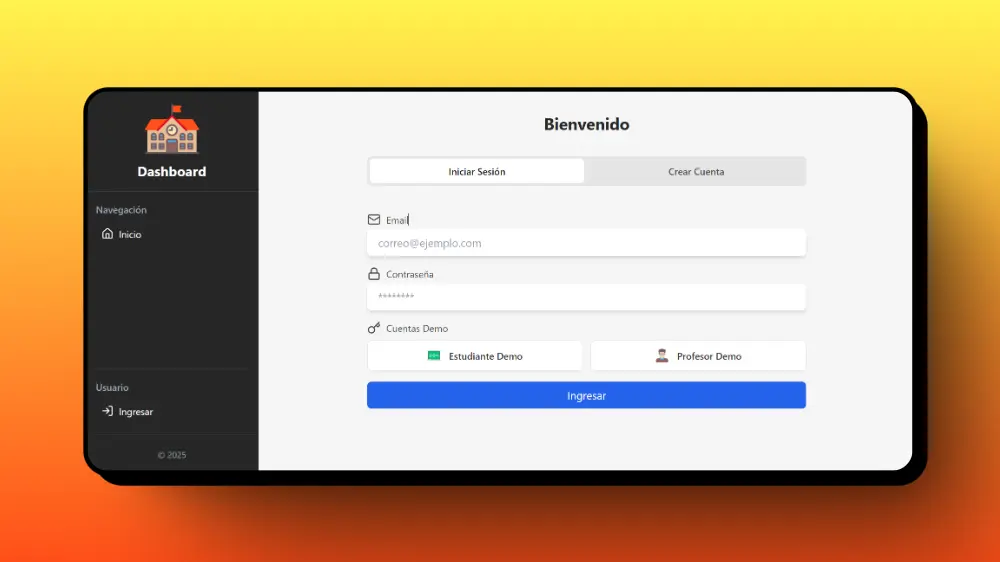 Dashboard
Navegación
Inicio
Usuario
Ingresar
© 2025
Bienvenido
Iniciar Sesión
Crear Cuenta
Email
correo@ejemplo.com
Contraseña
********
Cuentas Demo
Estudiante Demo
Profesor Demo
Ingresar